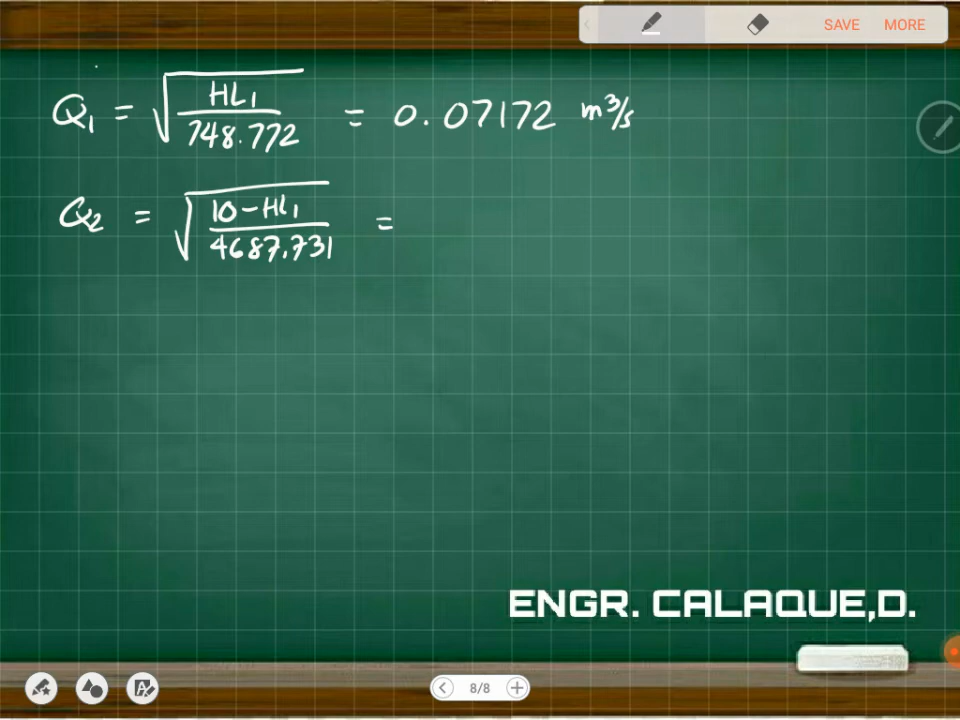 SAVE MORE
Q₁ = √(HL₁/748.772) = 0.07172 m³/s
Q₂ = √(10-HL₁/4687.731) =
ENGR. CALAQUE,D.
8/8